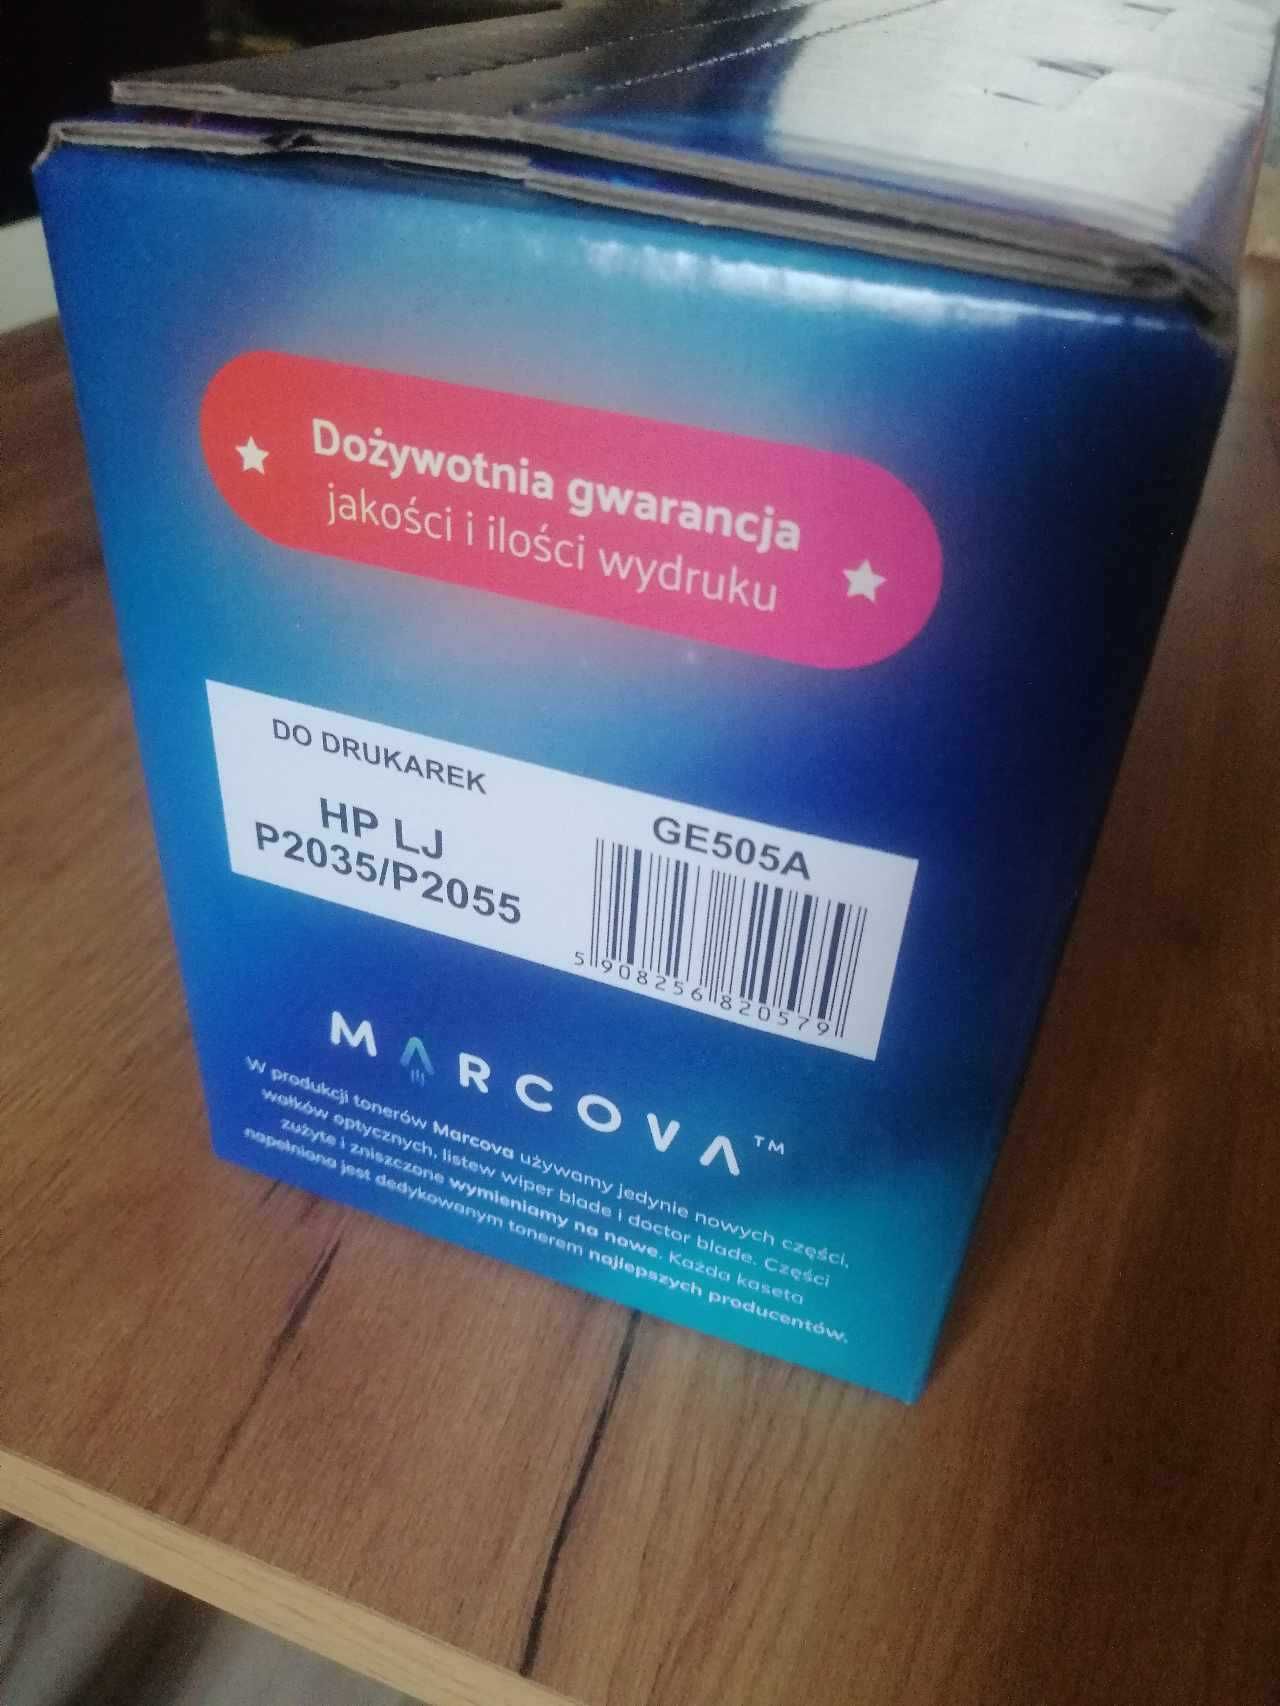 Dożywotnia gwarancja
jakości i ilości wydruku
DO DRUKAREK
HP LJ
P2035/P2055
GE505A
5 908256 820579
MARCOVA™
W produkcji tonerów Marcova używamy jedynie nowych części,
wałków optycznych, listew wiper blade i doctor blade. Części
zużyte i zniszczone wymieniamy na nowe. Każda kaseta
napełniona jest dedykowanym tonerem najlepszych producentów.